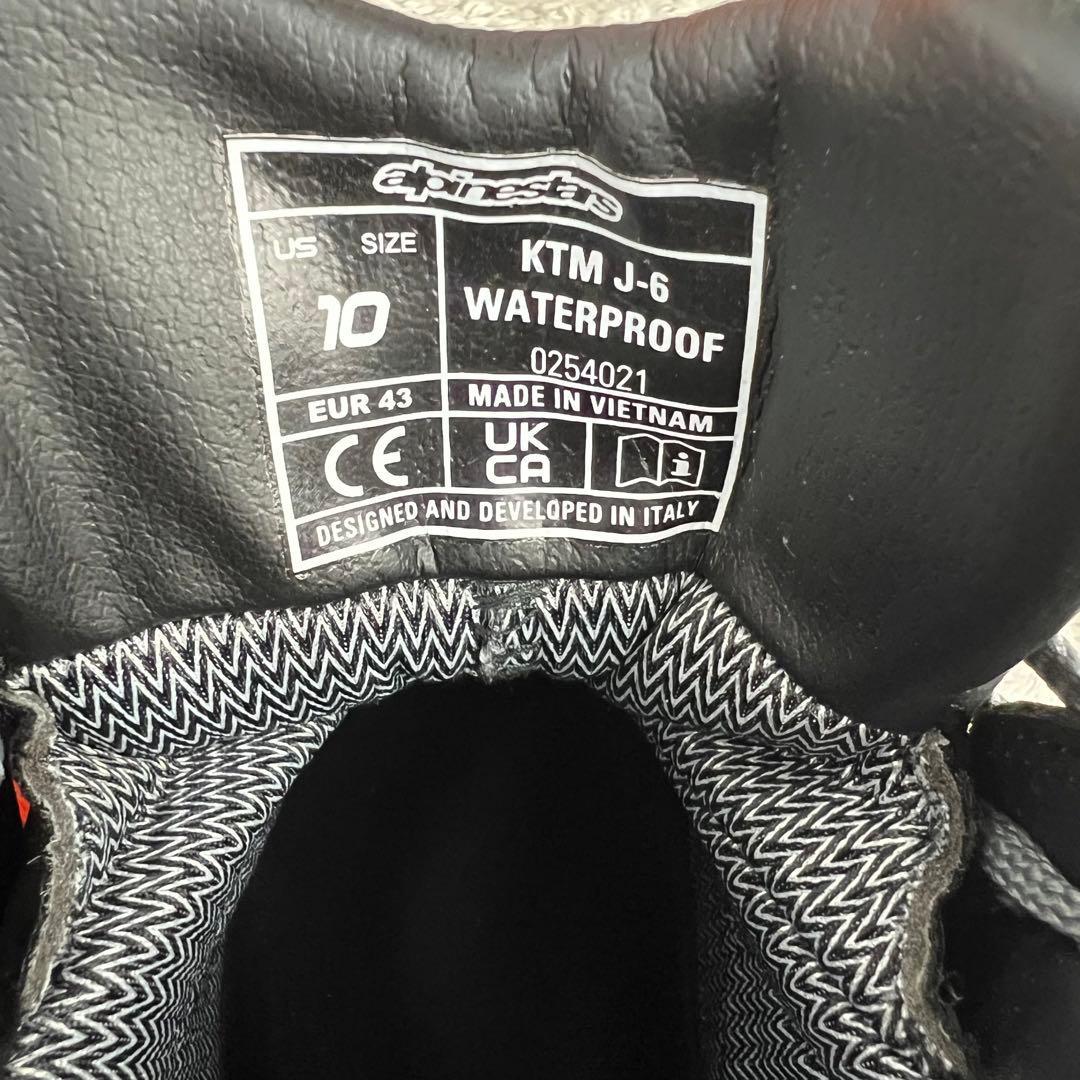 alpinestars
US SIZE
10
KTM J-6
WATERPROOF
0254021
EUR 43
MADE IN VIETNAM
CE
UK
CA
i
DESIGNED AND DEVELOPED IN ITALY